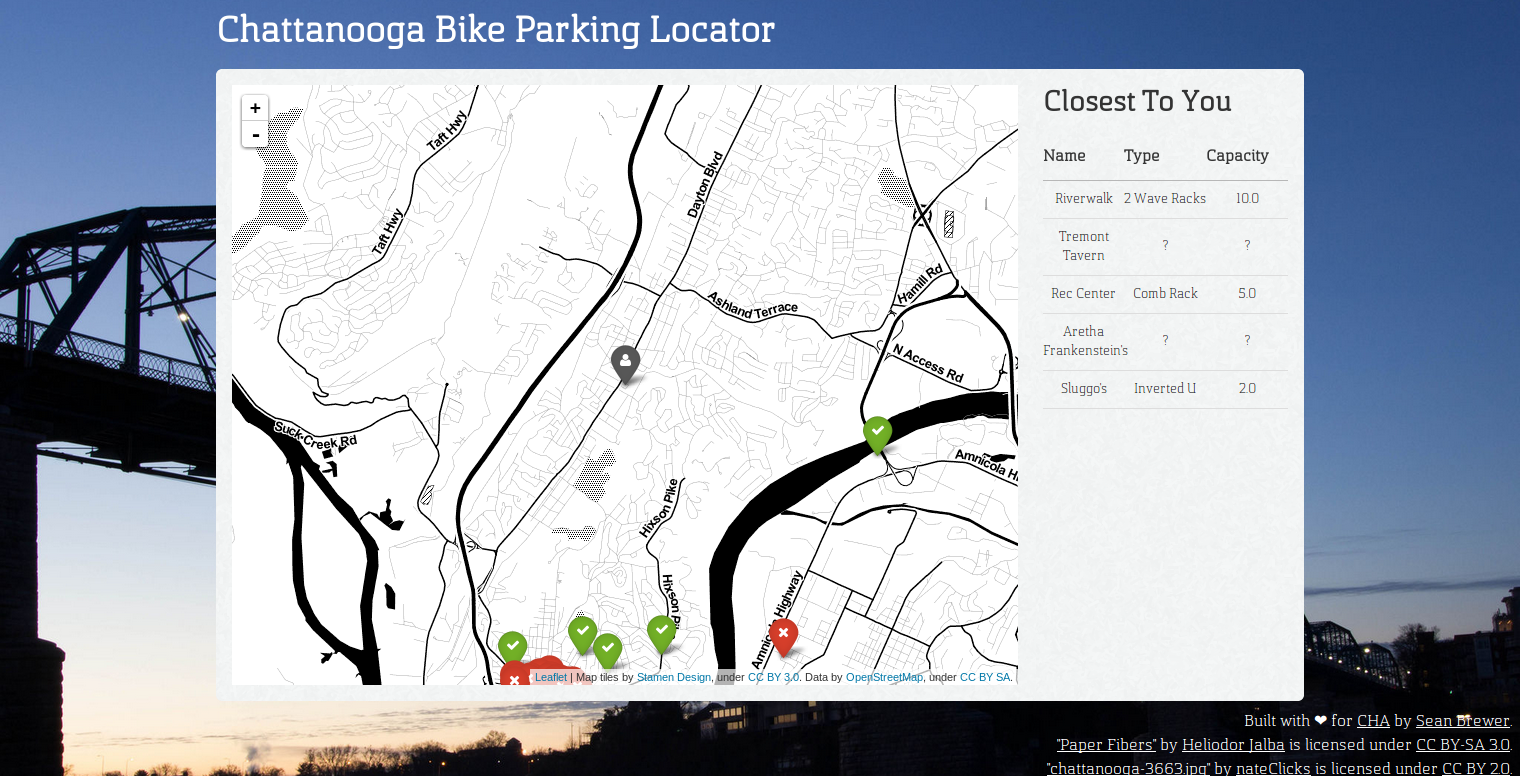 Chattanooga Bike Parking Locator
+
-
Taft Hwy
Taft Hwy
Dayton Blvd
Ashland Terrace
Hamill Rd
N Access Rd
Suck Creek Rd
Hixson Pike
Hixson Pi
Amnicola H
Amnicola Highway
Leaflet | Map tiles by Stamen Design, under CC BY 3.0. Data by OpenStreetMap, under CC BY SA.
Closest To You
Name Type Capacity
Riverwalk 2 Wave Racks 10.0
Tremont
Tavern ? ?
Rec Center Comb Rack 5.0
Aretha
Frankenstein's ? ?
Sluggo's Inverted U 2.0
Built with ❤ for CHA by Sean Brewer.
"Paper Fibers" by Heliodor Jalba is licensed under CC BY-SA 3.0.
"chattanooga-3663.jpg" by nateClicks is licensed under CC BY 2.0.